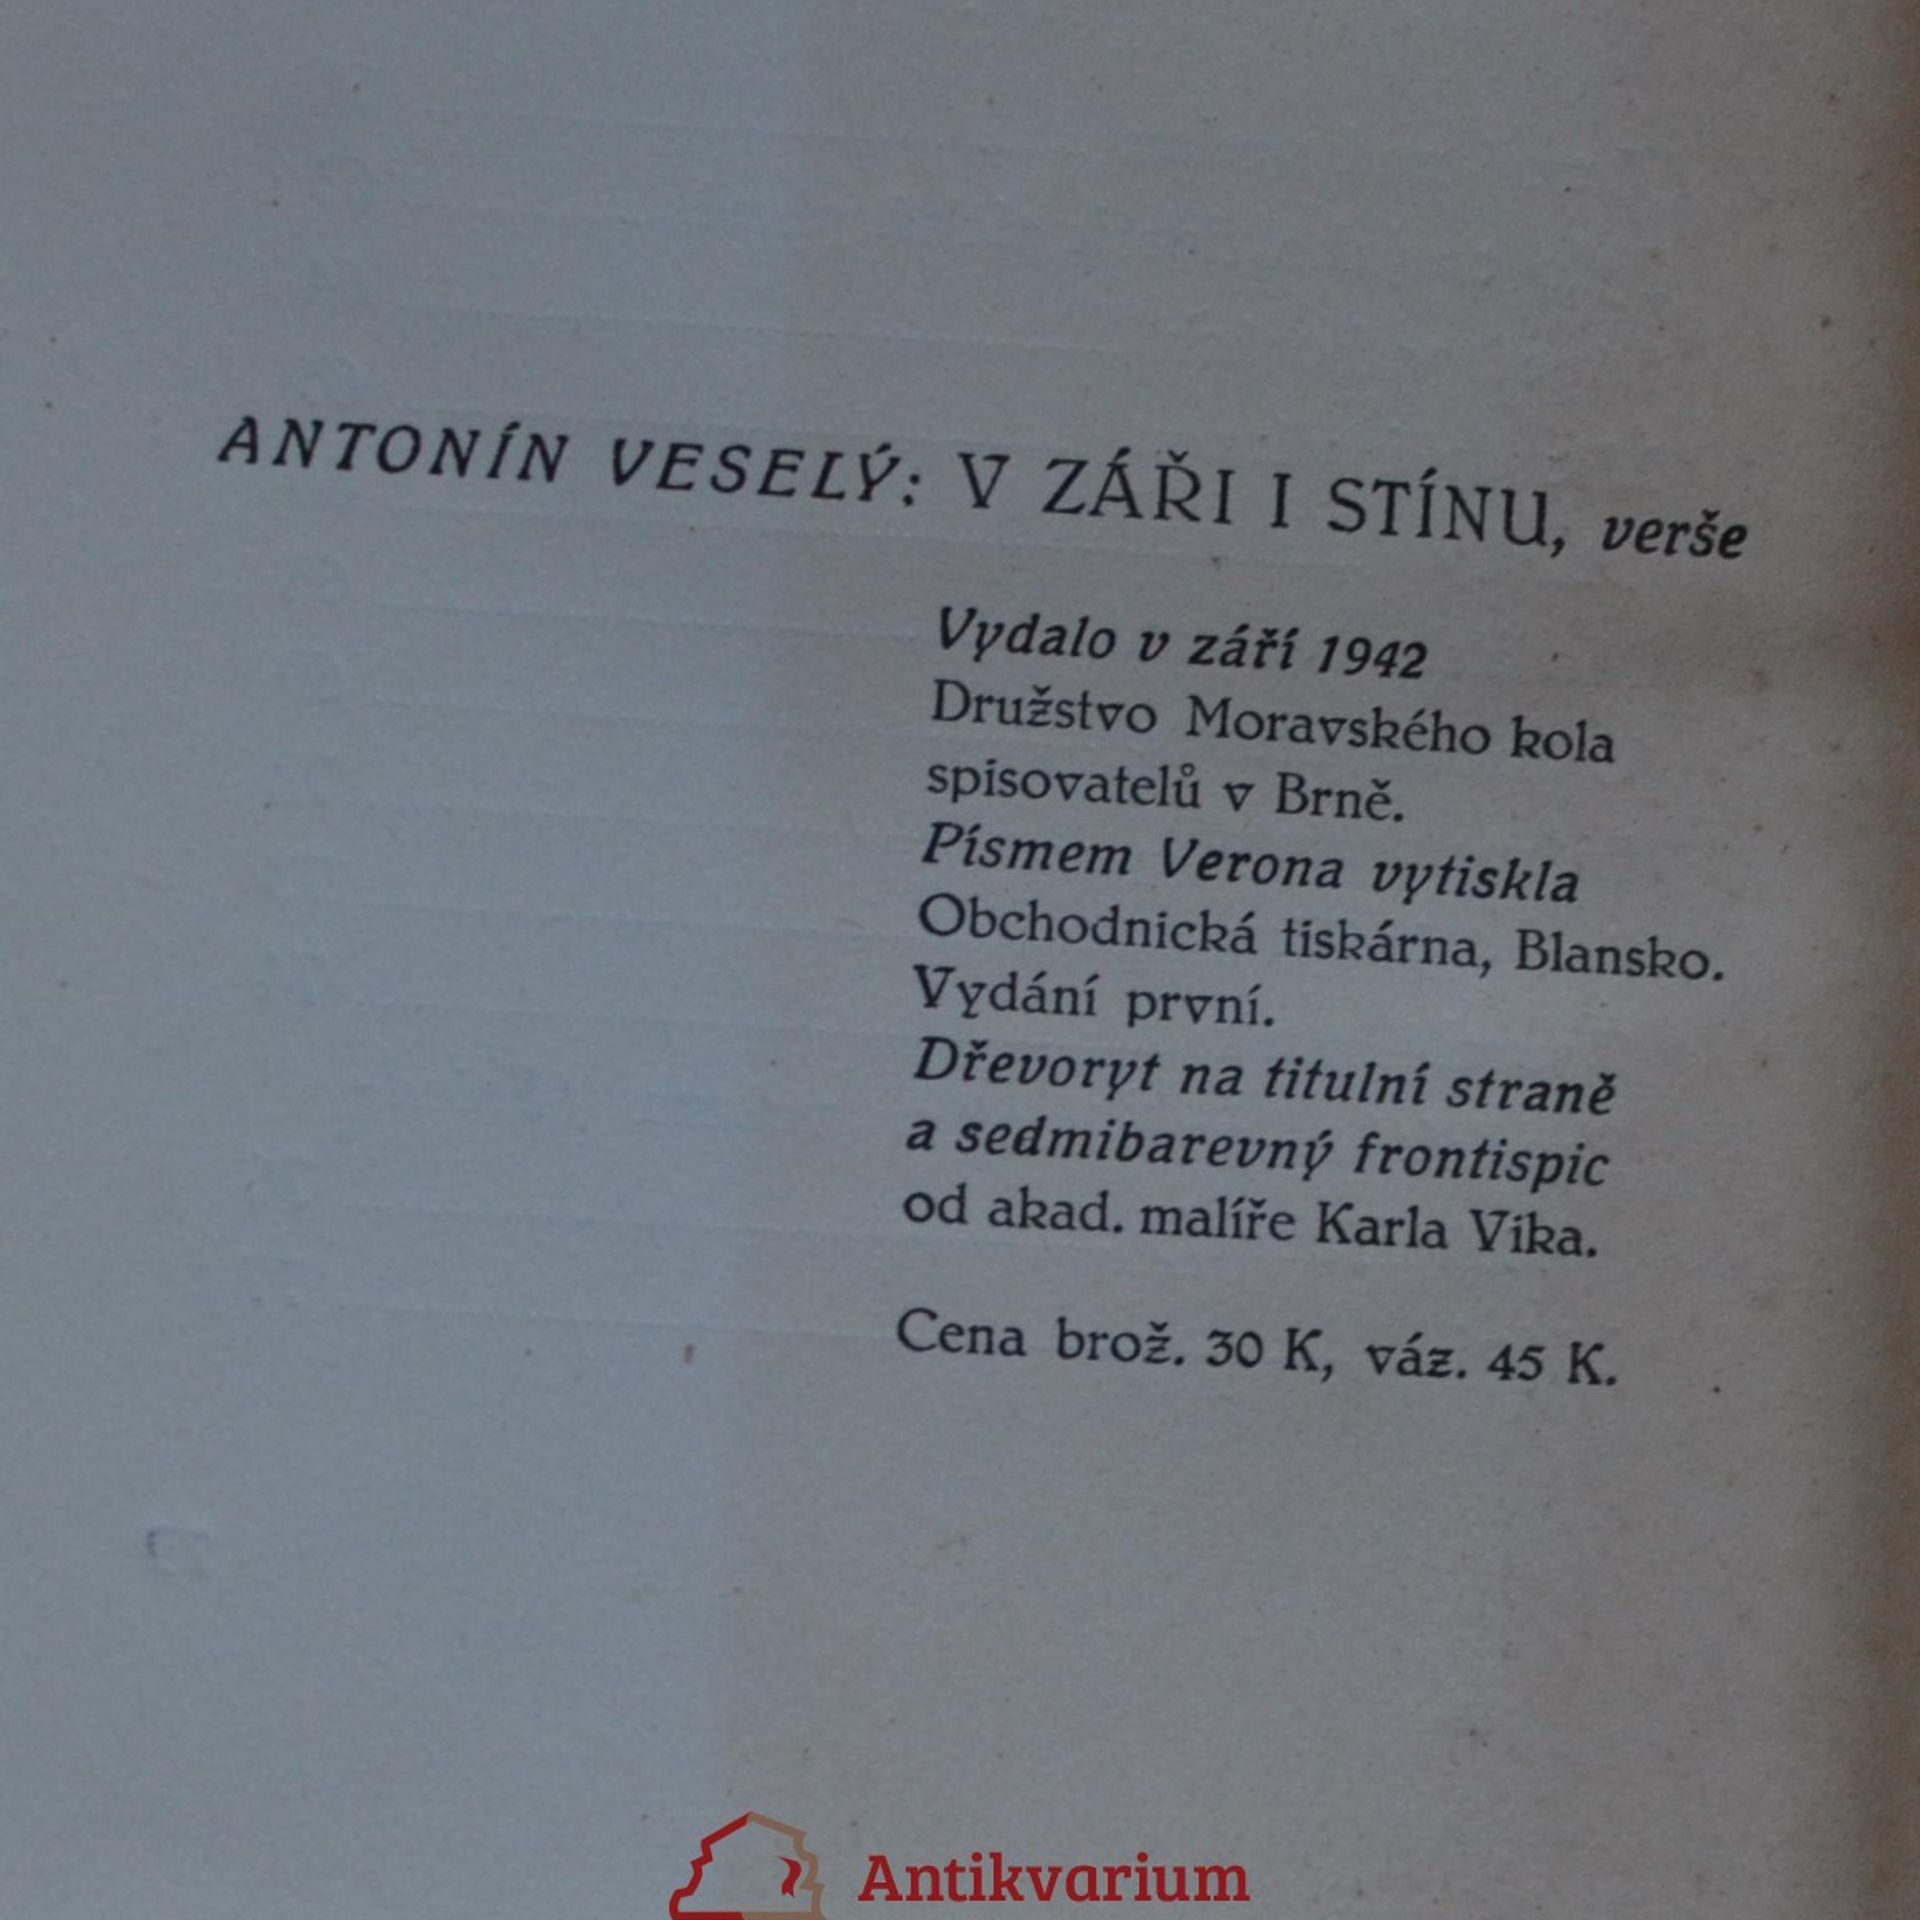 ANTONÍN VESELÝ: V ZÁŘI I STÍNU, verše
Vydalo v září 1942
Družstvo Moravského kola
spisovatelů v Brně.
Písmem Verona vytiskla
Obchodnická tiskárna, Blansko.
Vydání první.
Dřevoryt na titulní straně
a sedmibarevný frontispic
od akad. malíře Karla Vika.
Cena brož. 30 K, váz. 45 K.
Antikvarium